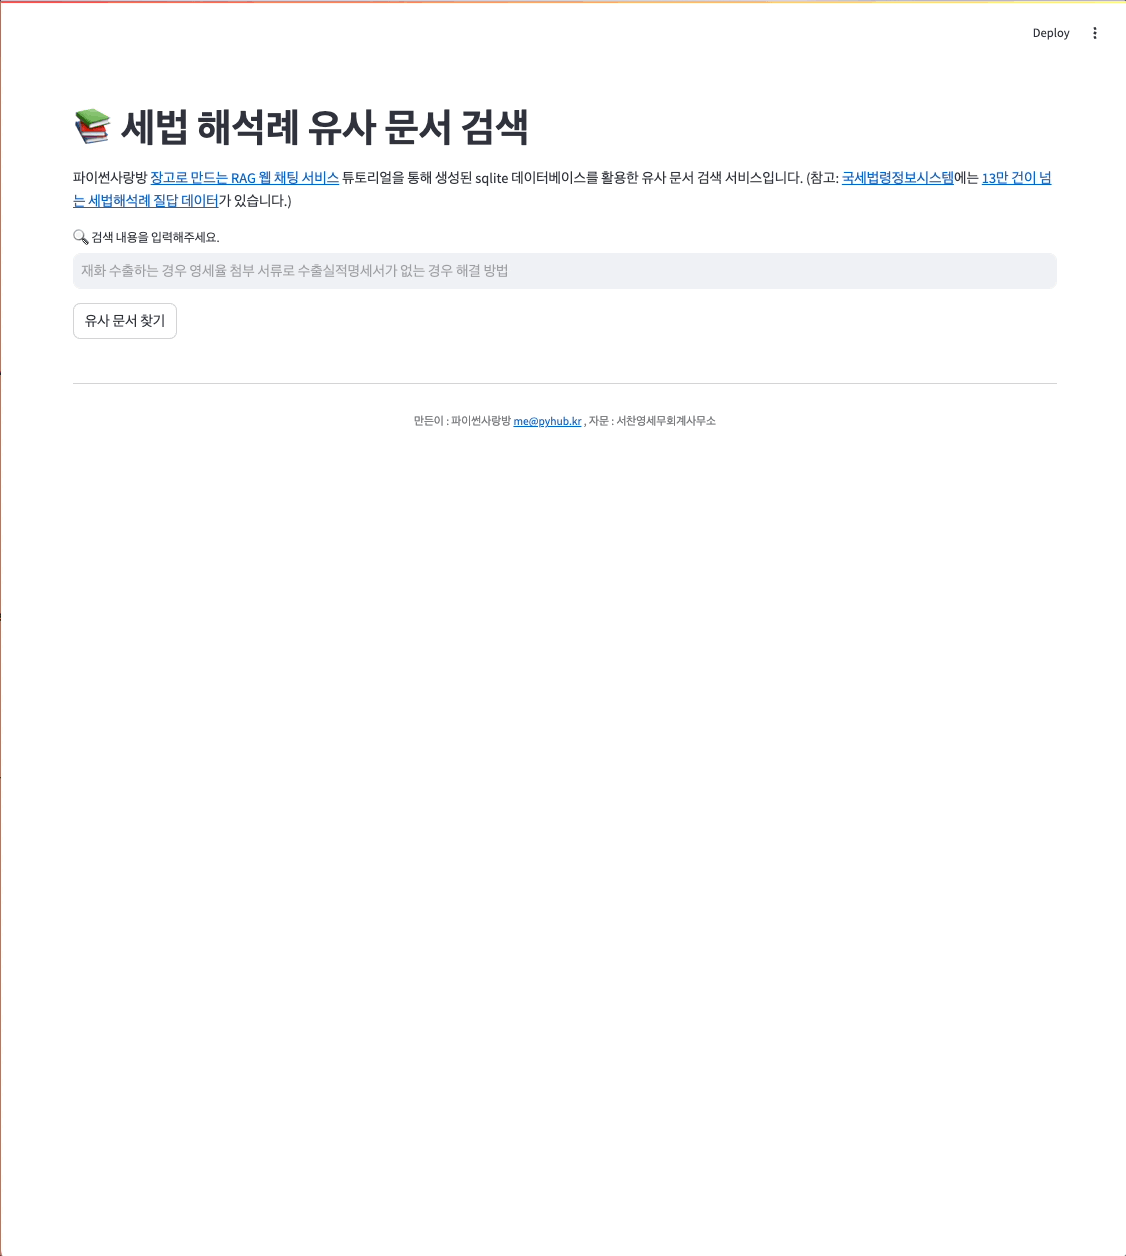 Deploy
📚 세법 해석례 유사 문서 검색
파이썬사랑방 장고로 만드는 RAG 웹 채팅 서비스 튜토리얼을 통해 생성된 sqlite 데이터베이스를 활용한 유사 문서 검색 서비스입니다. (참고: 국세법령정보시스템에는 13만 건이 넘
는 세법해석례 질답 데이터가 있습니다.)
🔍 검색 내용을 입력해주세요.
재화 수출하는 경우 영세율 첨부 서류로 수출실적명세서가 없는 경우 해결 방법
유사 문서 찾기
만든이 : 파이썬사랑방 me@pyhub.kr , 자문 : 서찬영세무회계사무소